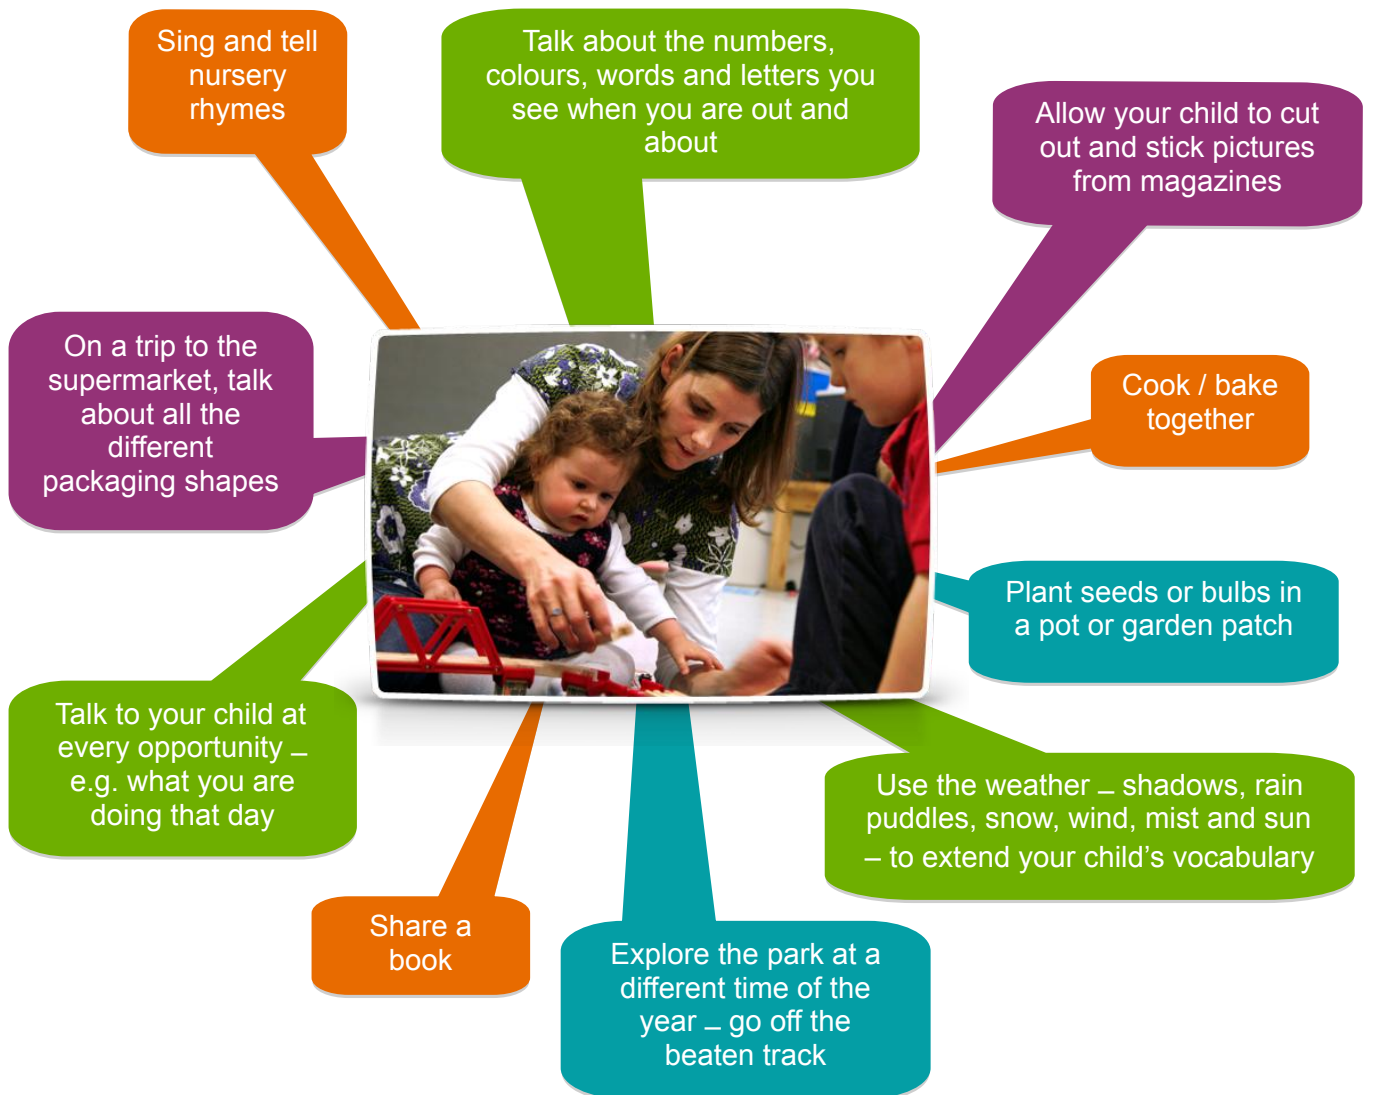 Sing and tell
nursery
rhymes
Talk about the numbers,
colours, words and letters you
see when you are out and
about
Allow your child to cut
out and stick pictures
from magazines
On a trip to the
supermarket, talk
about all the
different
packaging shapes
Cook / bake
together
Plant seeds or bulbs in
a pot or garden patch
Talk to your child at
every opportunity –
e.g. what you are
doing that day
Use the weather – shadows, rain
puddles, snow, wind, mist and sun
– to extend your child’s vocabulary
Share a
book
Explore the park at a
different time of the
year – go off the
beaten track